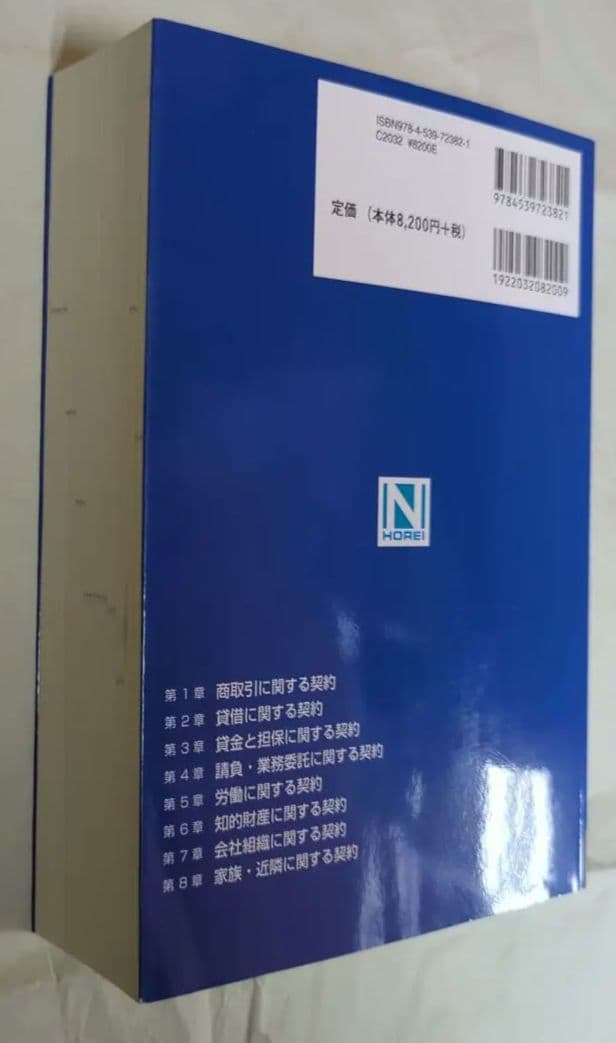 ISBN978-4-539-72382-1
C2032 ¥8200E
定価 (本体8,200円+税)
9784539723821
1922032082009
N
HOREI
第1章 商取引に関する契約
第2章 貸借に関する契約
第3章 貸金と担保に関する契約
第4章 請負・業務委託に関する契約
第5章 労働に関する契約
第6章 知的財産に関する契約
第7章 会社組織に関する契約
第8章 家族・近隣に関する契約